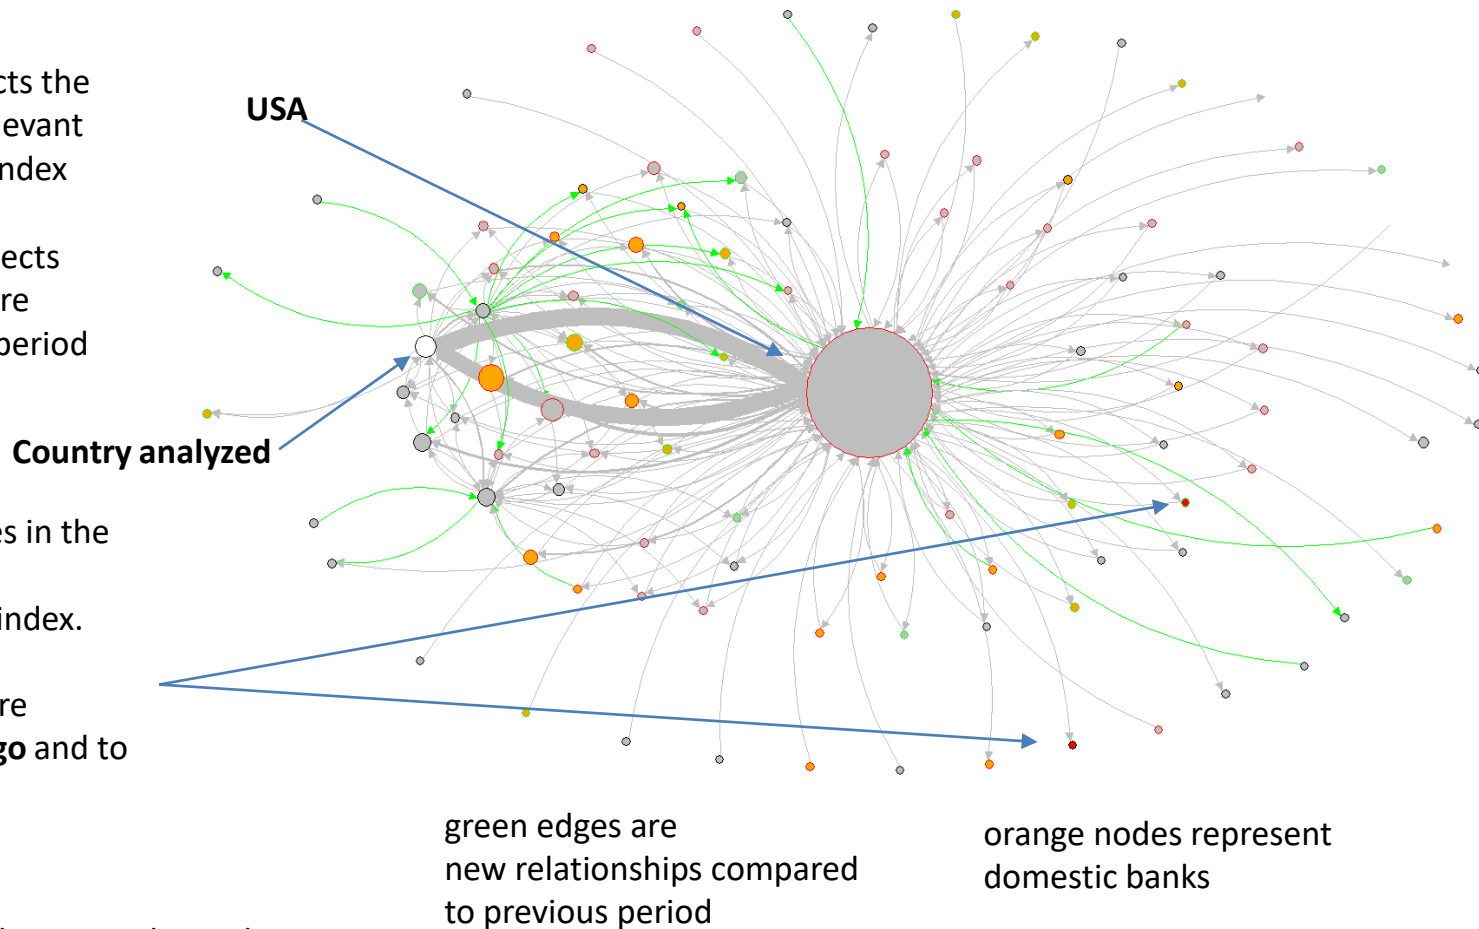 cts the
USA
levant
ndex
ects
re
period
Country analyzed
es in the
index.
re
go and to
green edges are
new relationships compared
to previous period
orange nodes represent
domestic banks